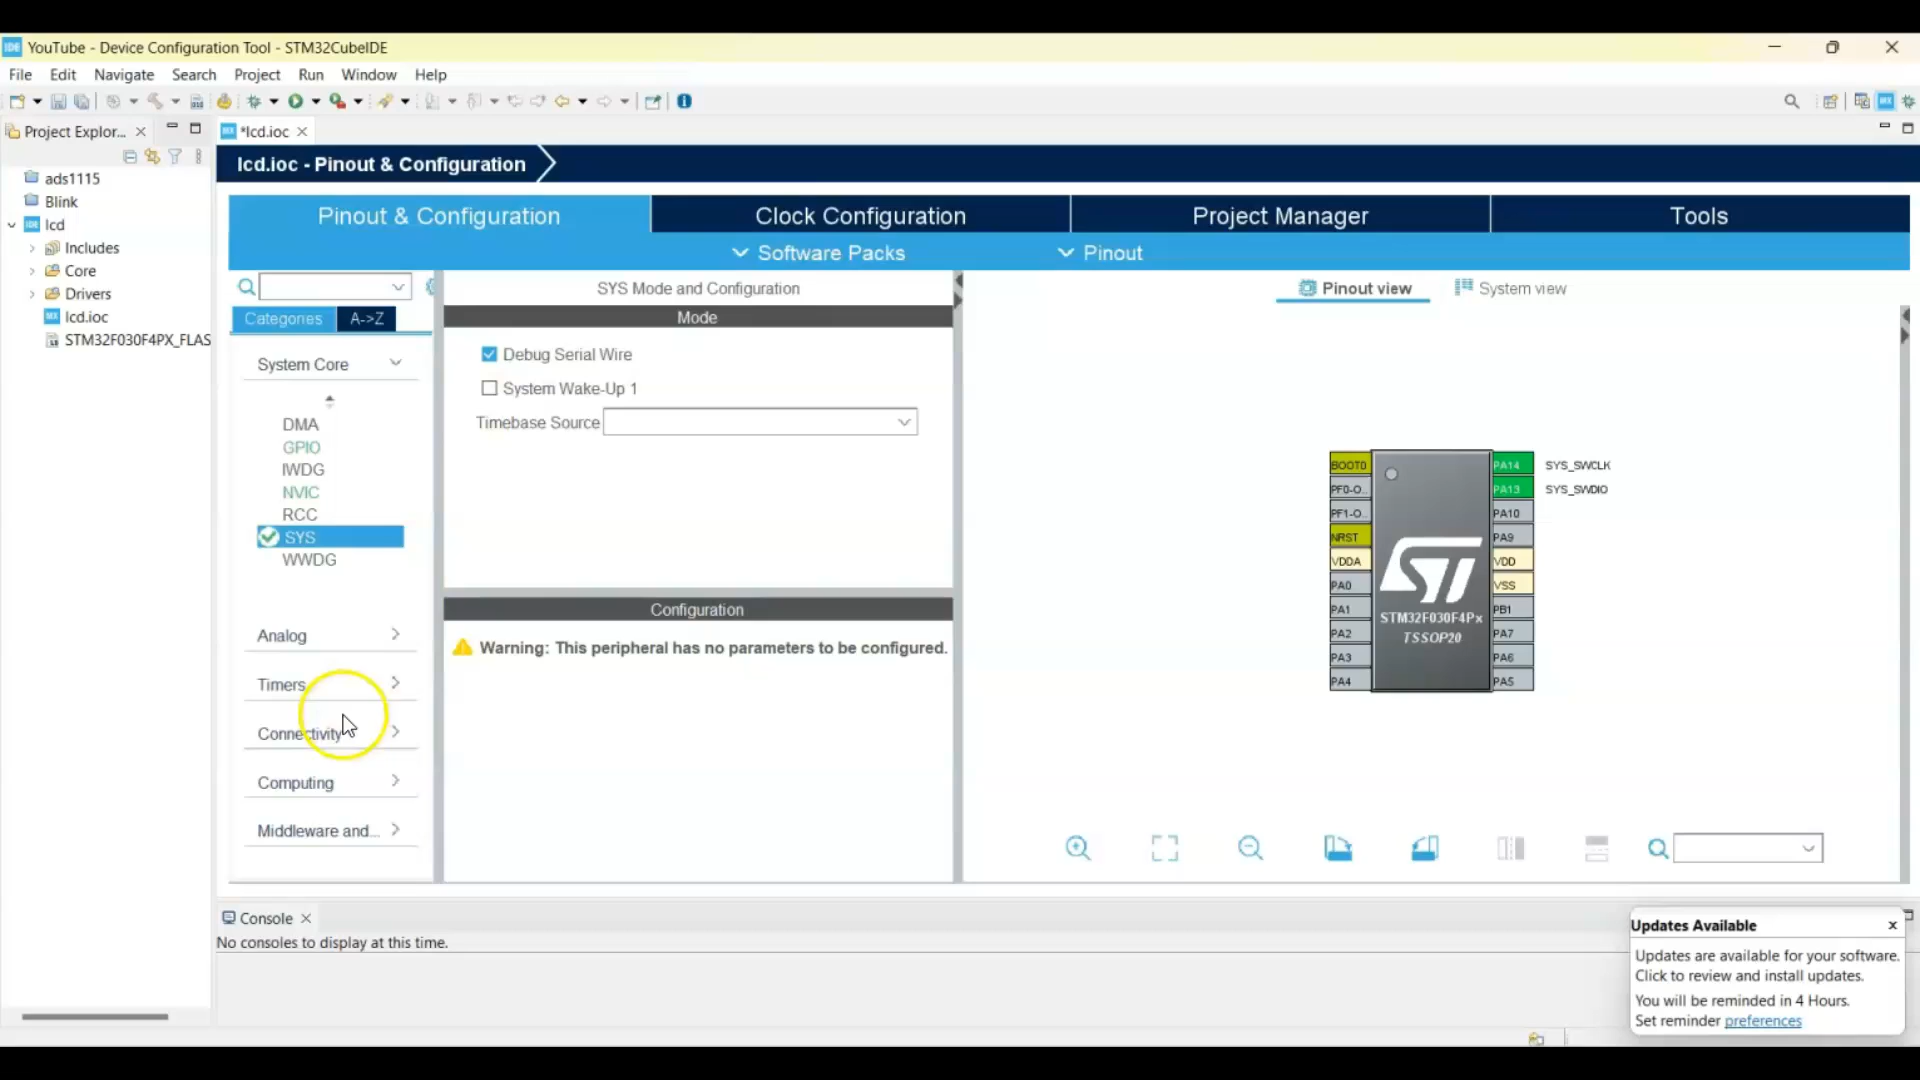 YouTube - Device Configuration Tool - STM32CubeIDE
File Edit Navigate Search Project Run Window Help
Project Explor...
*lcd.ioc
lcd.ioc - Pinout & Configuration
ads1115
Blink
lcd
Includes
Core
Drivers
lcd.ioc
STM32F030F4PX_FLAS
Pinout & Configuration
Clock Configuration
Project Manager
Tools
Software Packs
Pinout
Categories
A->Z
System Core
DMA
GPIO
IWDG
NVIC
RCC
SYS
WWDG
Analog
Timers
Connectivity
Computing
Middleware and...
SYS Mode and Configuration
Mode
Debug Serial Wire
System Wake-Up 1
Timebase Source
Configuration
Warning: This peripheral has no parameters to be configured.
Pinout view
System view
BOOT0
PF0-O...
PF1-O...
NRST
VDDA
PA0
PA1
PA2
PA3
PA4
STM32F030F4Px
TSSOP20
PA14 SYS_SWCLK
PA13 SYS_SWDIO
PA10
PA9
VDD
VSS
PB1
PA7
PA6
PA5
Console
No consoles to display at this time.
Updates Available
Updates are available for your software.
Click to review and install updates.
You will be reminded in 4 Hours.
Set reminder preferences